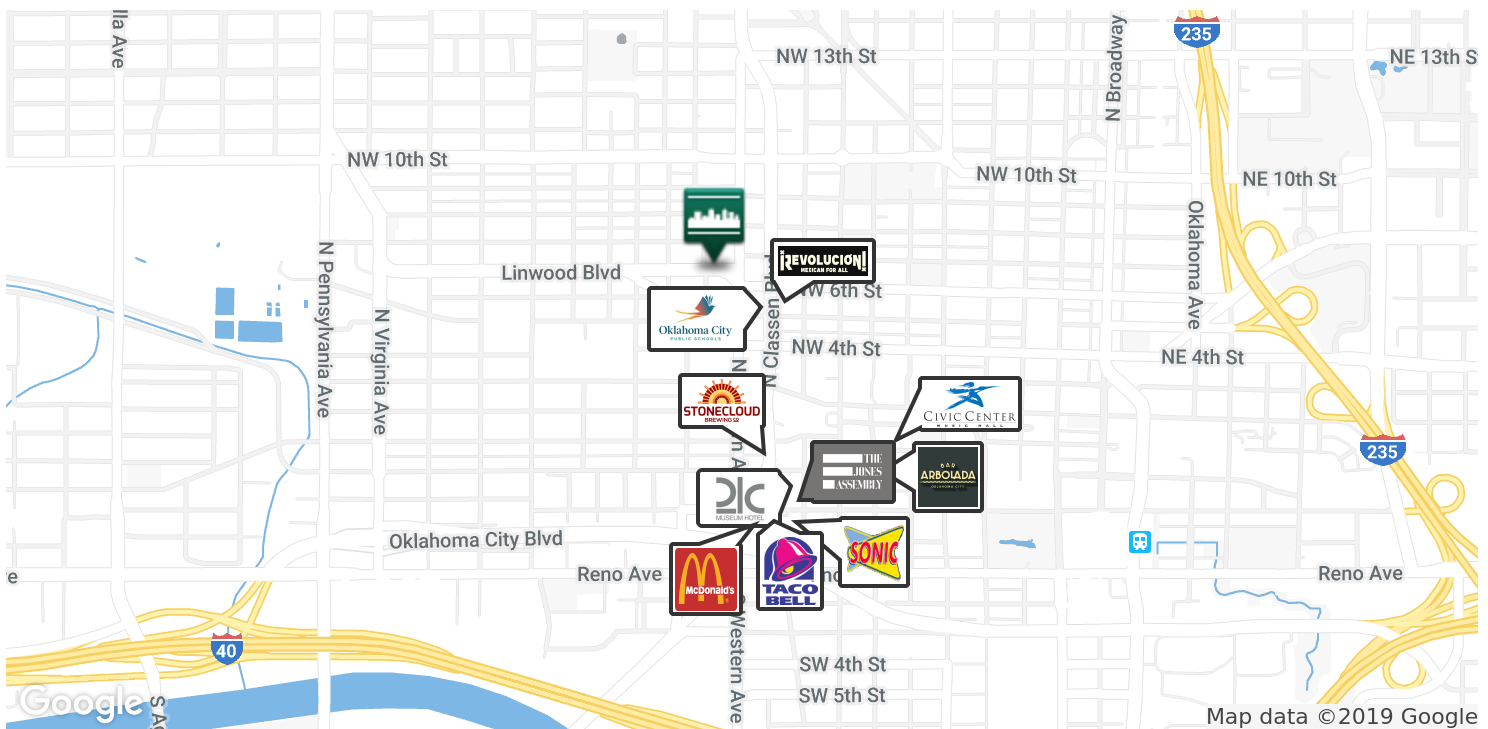 lla Ave
NW 13th St
N Broadway
235
NE 13th S
NW 10th St
NW 10th St
NE 10th St
Oklahoma Ave
N Pennsylvania Ave
N Virginia Ave
Linwood Blvd
¡REVOLUCIÓN!
MEXICAN FOR ALL
NW 6th St
N Classen Blvd
Oklahoma City
PUBLIC SCHOOLS
NW 4th St
NE 4th St
STONECLOUD
BREWING CO
CIVIC CENTER
MUSIC HALL
THE
JONES
ASSEMBLY
BAR
ARBOLADA
OKLAHOMA CITY
235
21C
MUSEUM HOTEL
Oklahoma City Blvd
Reno Ave
McDonald's
TACO
BELL
SONIC
Reno Ave
e
40
S Western Ave
SW 4th St
SW 5th St
Google
Map data ©2019 Google